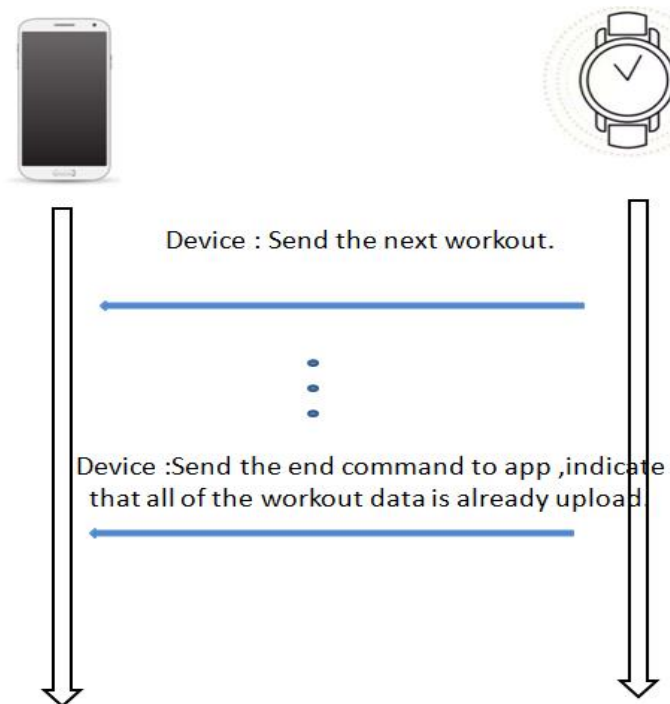 Device : Send the next workout.
Device :Send the end command to app ,indicate
that all of the workout data is already upload.